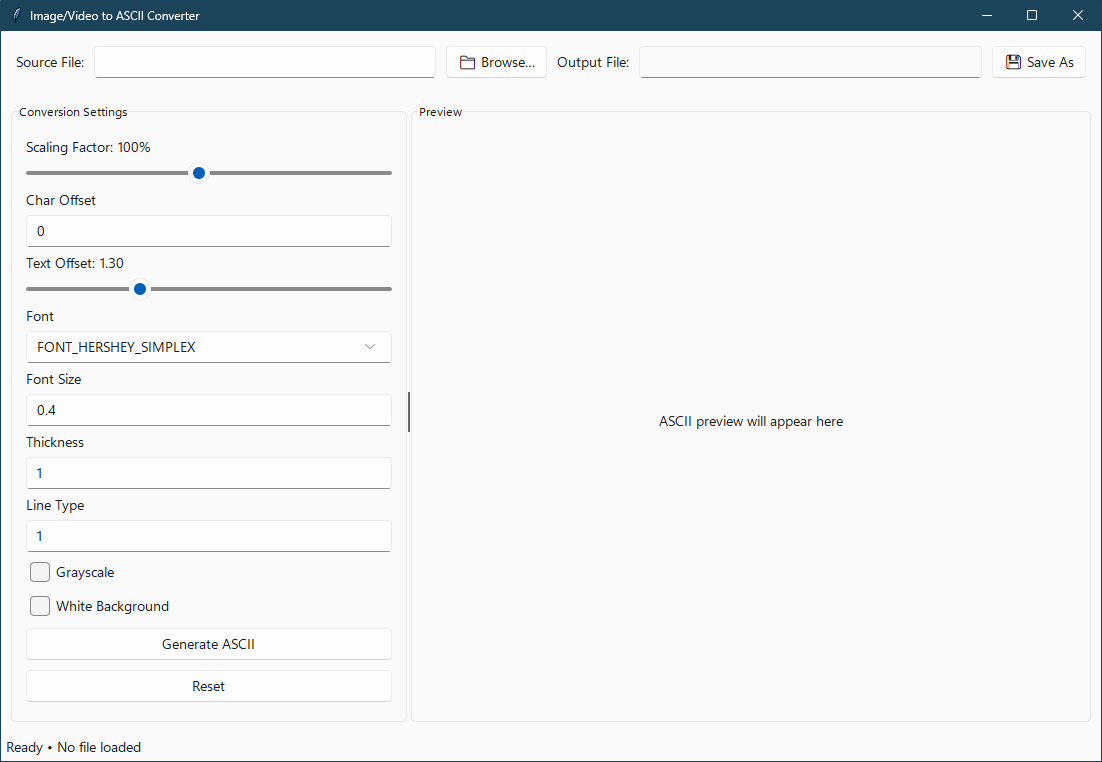 Image/Video to ASCII Converter
Source File: Browse... Output File: Save As
Conversion Settings
Scaling Factor: 100%
Char Offset
0
Text Offset: 1.30
Font
FONT_HERSHEY_SIMPLEX
Font Size
0.4
Thickness
1
Line Type
1
Grayscale
White Background
Generate ASCII
Reset
Preview
ASCII preview will appear here
Ready • No file loaded